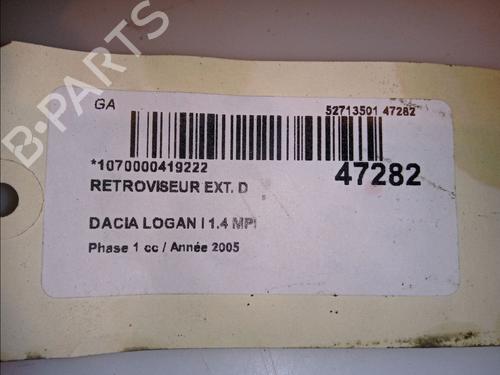 GA
52713501 47282
*1070000419222
47282
RETROVISEUR EXT. D
DACIA LOGAN I 1.4 MPI
Phase 1 cc / Année 2005
B-PARTS